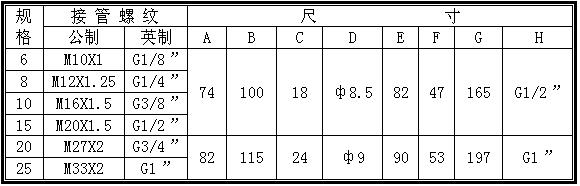 规格 接管螺纹 尺寸
公制 英制 A B C D E F G H
6 M10X1 G1/8″
8 M12X1.25 G1/4″
10 M16X1.5 G3/8″
15 M20X1.5 G1/2″
74 100 18 ф8.5 82 47 165 G1/2″
20 M27X2 G3/4″
25 M33X2 G1″
82 115 24 ф9 90 53 197 G1″